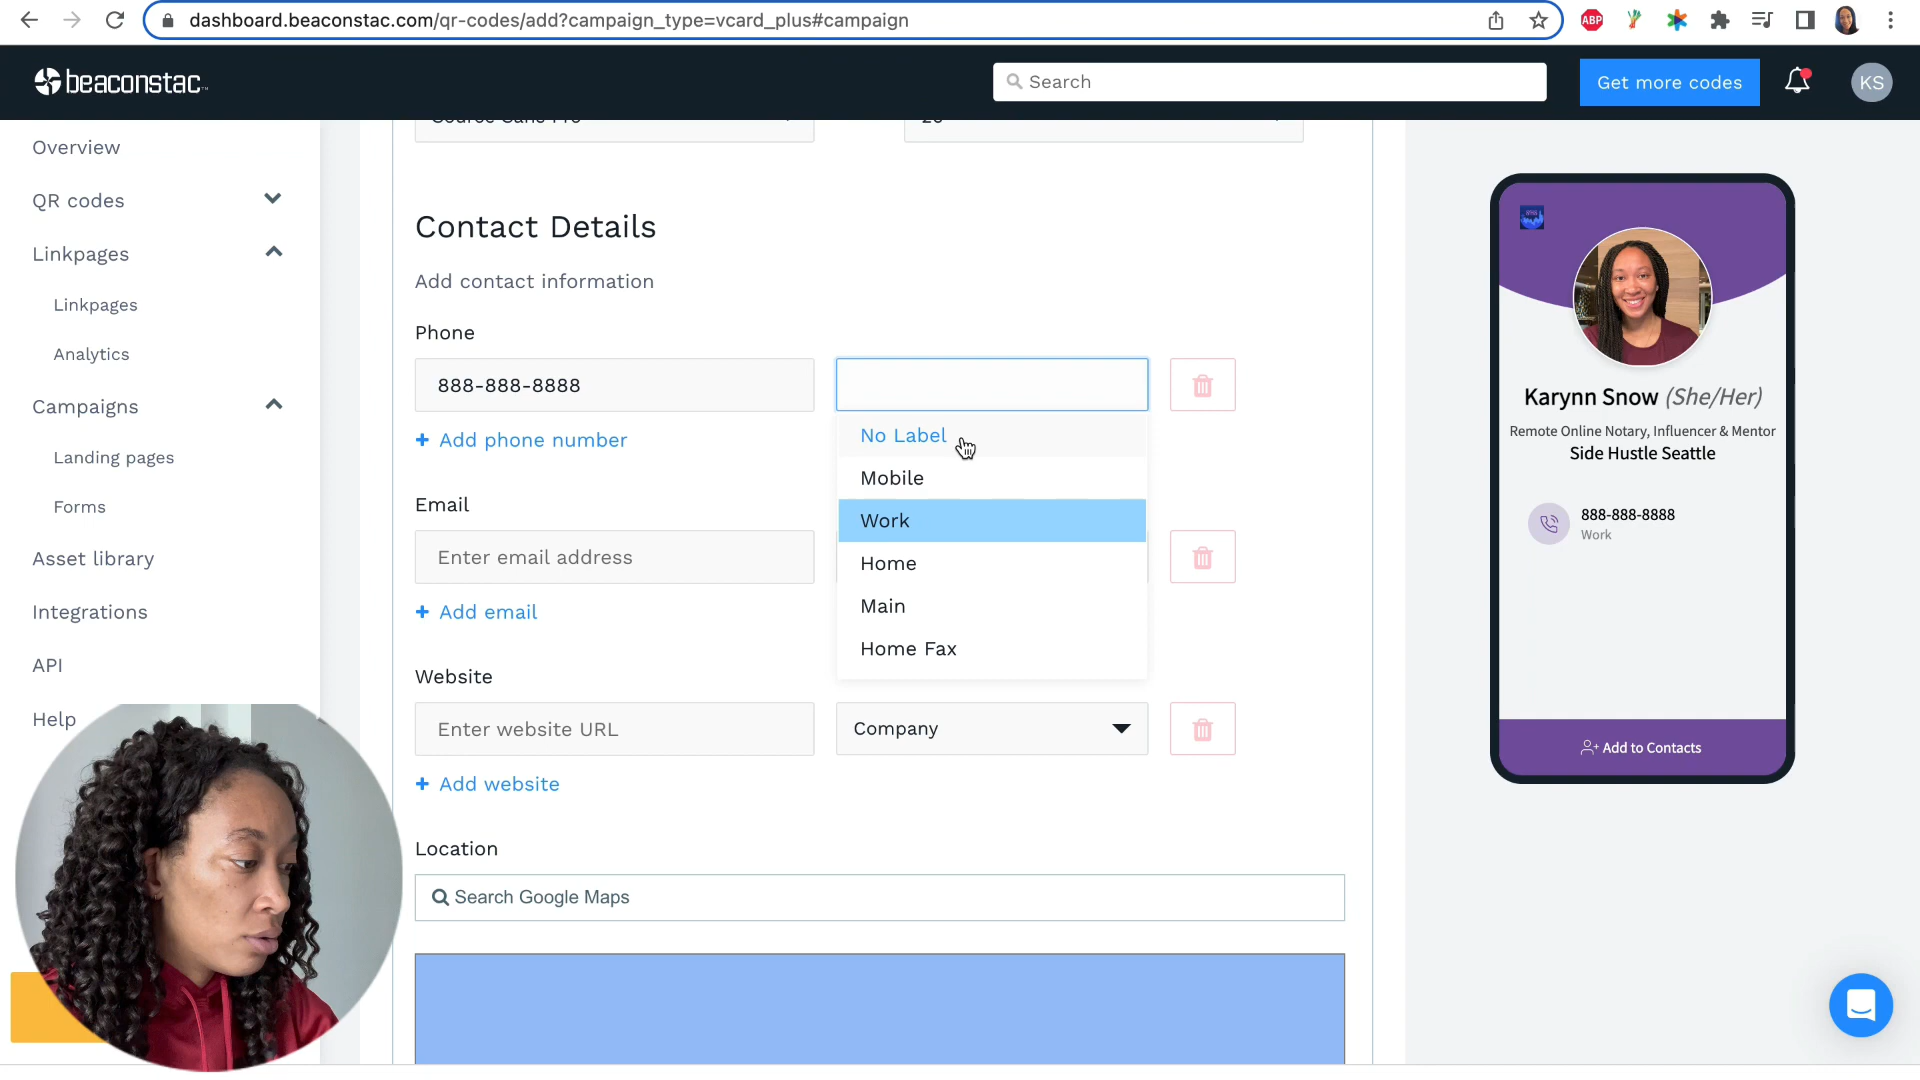 dashboard.beaconstac.com/qr-codes/add?campaign_type=vcard_plus#campaign
ABP
beaconstac
Search
Get more codes
KS
Overview
QR codes
Linkpages
Linkpages
Analytics
Campaigns
Landing pages
Forms
Asset library
Integrations
API
Help
Source Sans Pro
Contact Details
Add contact information
Phone
888-888-8888
+ Add phone number
No Label
Mobile
Work
Home
Main
Home Fax
Email
Enter email address
+ Add email
Website
Enter website URL
Company
+ Add website
Location
Search Google Maps
Karynn Snow (She/Her)
Remote Online Notary, Influencer & Mentor
Side Hustle Seattle
888-888-8888
Work
Add to Contacts